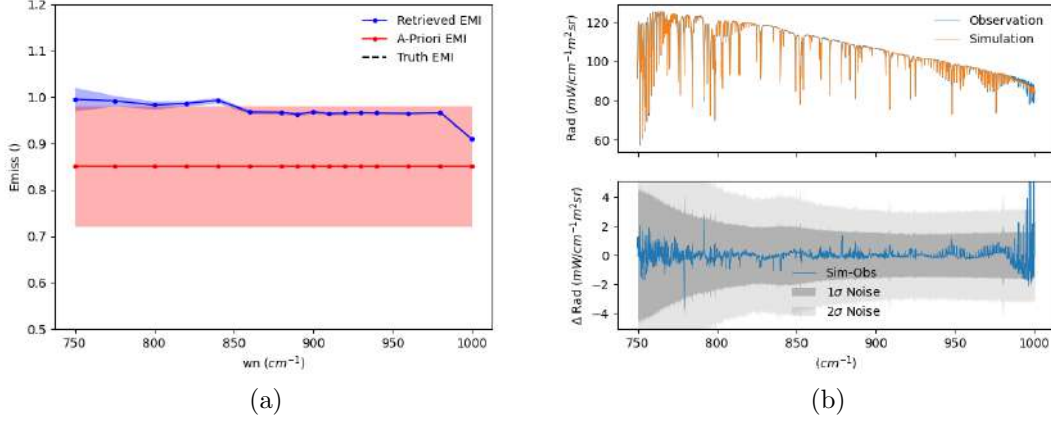 1.2
1.1
1.0
0.9
0.8
0.7
0.6
0.5
Emiss ()
750
800
850
900
950
1000
wn (cm⁻¹)
Retrieved EMI
A-Priori EMI
Truth EMI
(a)
120
100
80
60
Rad (mW/cm⁻¹m²sr)
Observation
Simulation
4
2
0
−2
−4
Δ Rad (mW/cm⁻¹m²sr)
Sim-Obs
1σ Noise
2σ Noise
750
800
850
900
950
1000
(cm⁻¹)
(b)